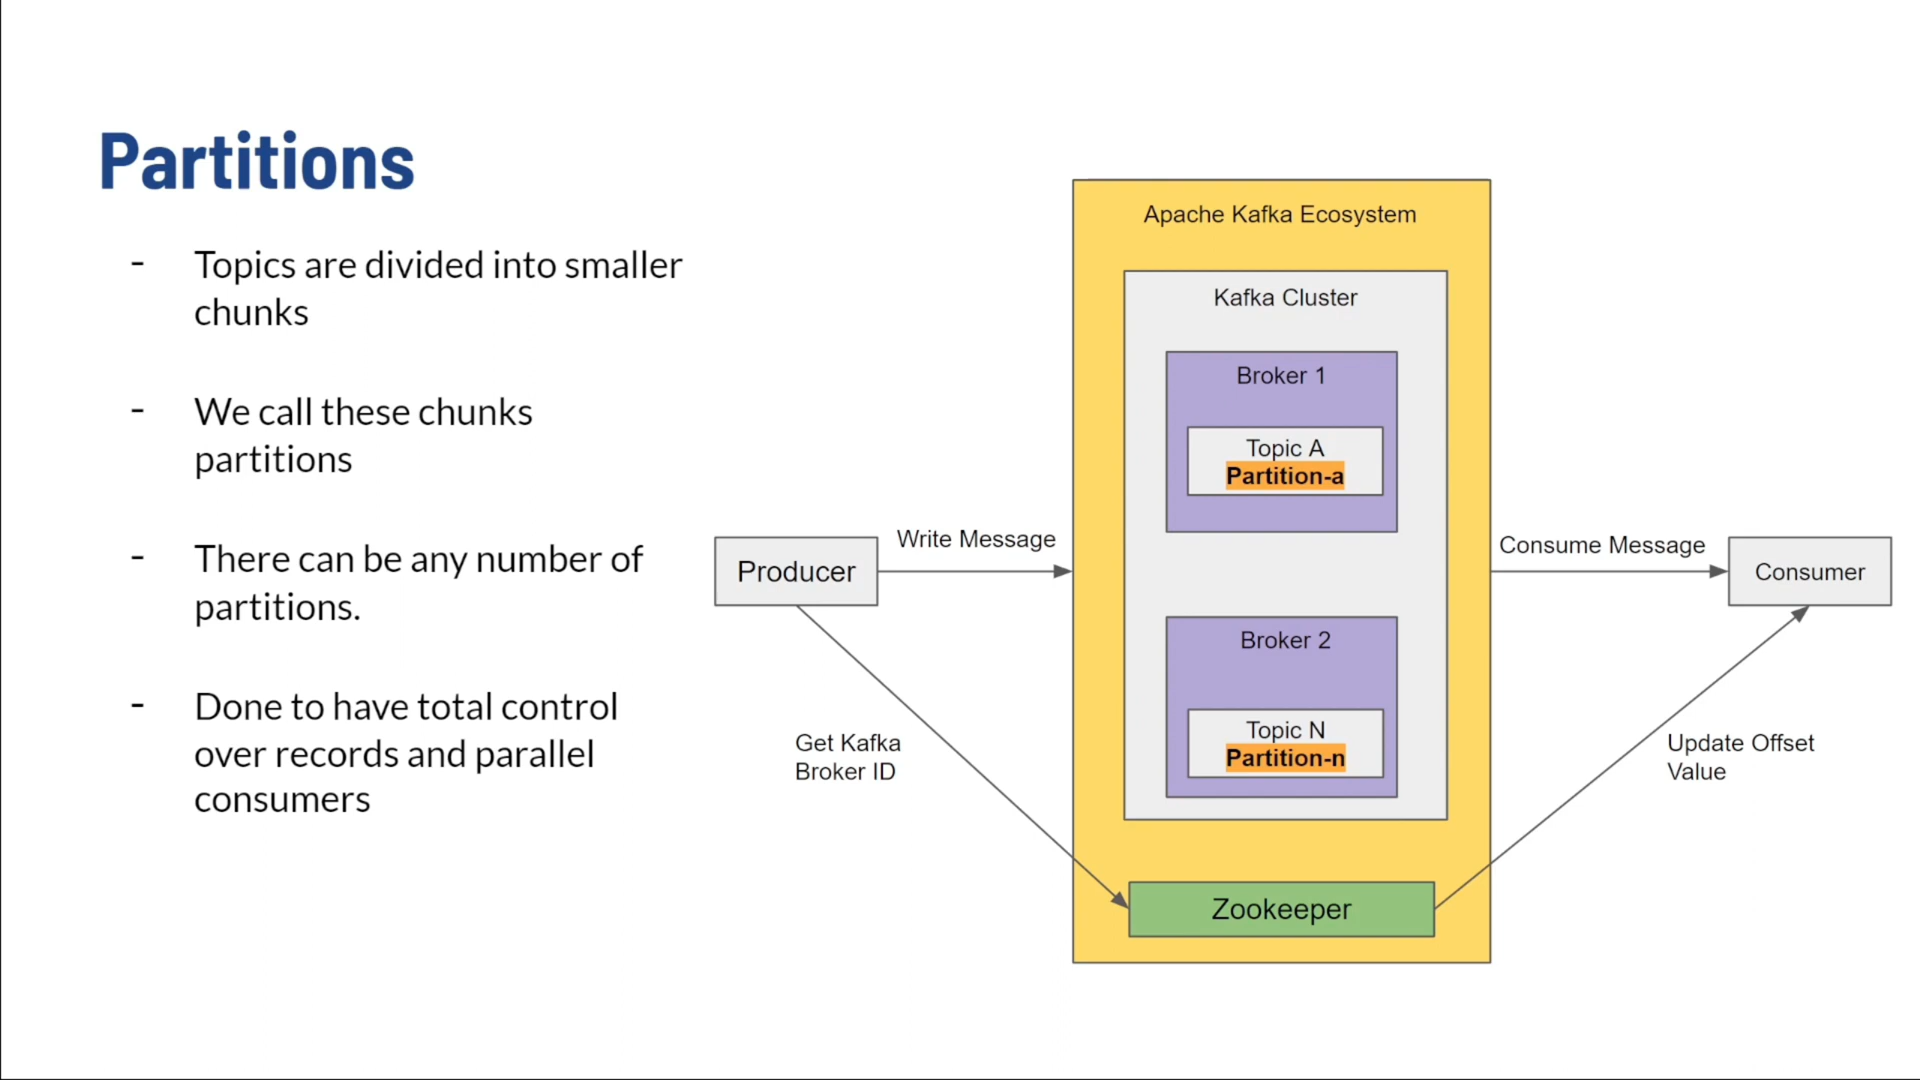 Partitions
- Topics are divided into smaller
chunks
- We call these chunks
partitions
- There can be any number of
partitions.
- Done to have total control
over records and parallel
consumers
Apache Kafka Ecosystem
Kafka Cluster
Broker 1
Topic A
Partition-a
Write Message
Producer
Consume Message
Consumer
Broker 2
Topic N
Partition-n
Get Kafka
Broker ID
Update Offset
Value
Zookeeper